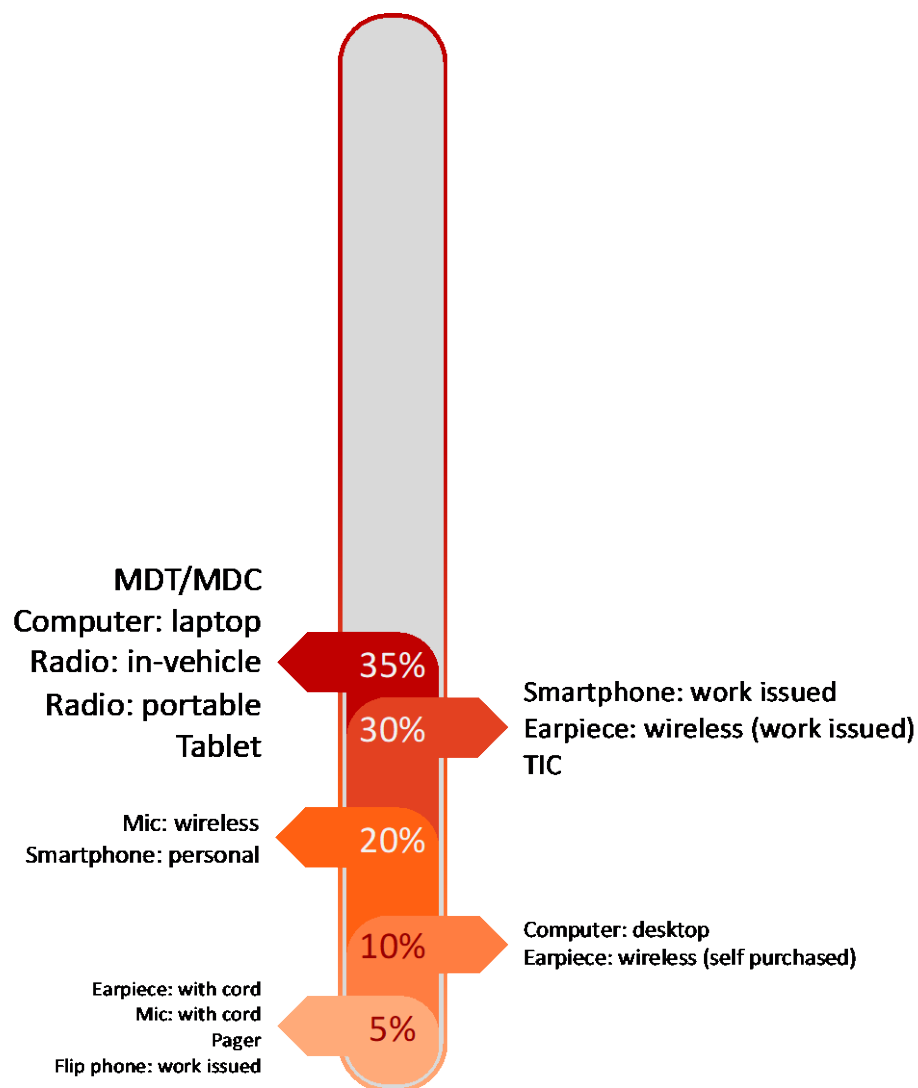 MDT/MDC
Computer: laptop
Radio: in-vehicle
Radio: portable
Tablet
35%
30%
Smartphone: work issued
Earpiece: wireless (work issued)
TIC
Mic: wireless
Smartphone: personal
20%
10%
Computer: desktop
Earpiece: wireless (self purchased)
Earpiece: with cord
Mic: with cord
Pager
Flip phone: work issued
5%